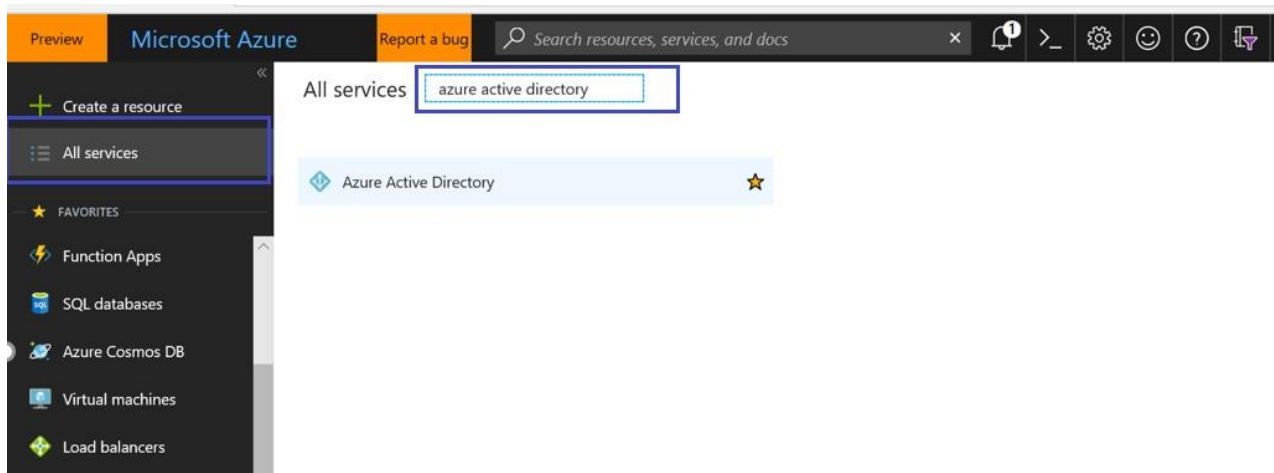 Preview
Microsoft Azure
Report a bug
Search resources, services, and docs
1
Create a resource
All services
FAVORITES
Function Apps
SQL databases
Azure Cosmos DB
Virtual machines
Load balancers
All services
azure active directory
Azure Active Directory